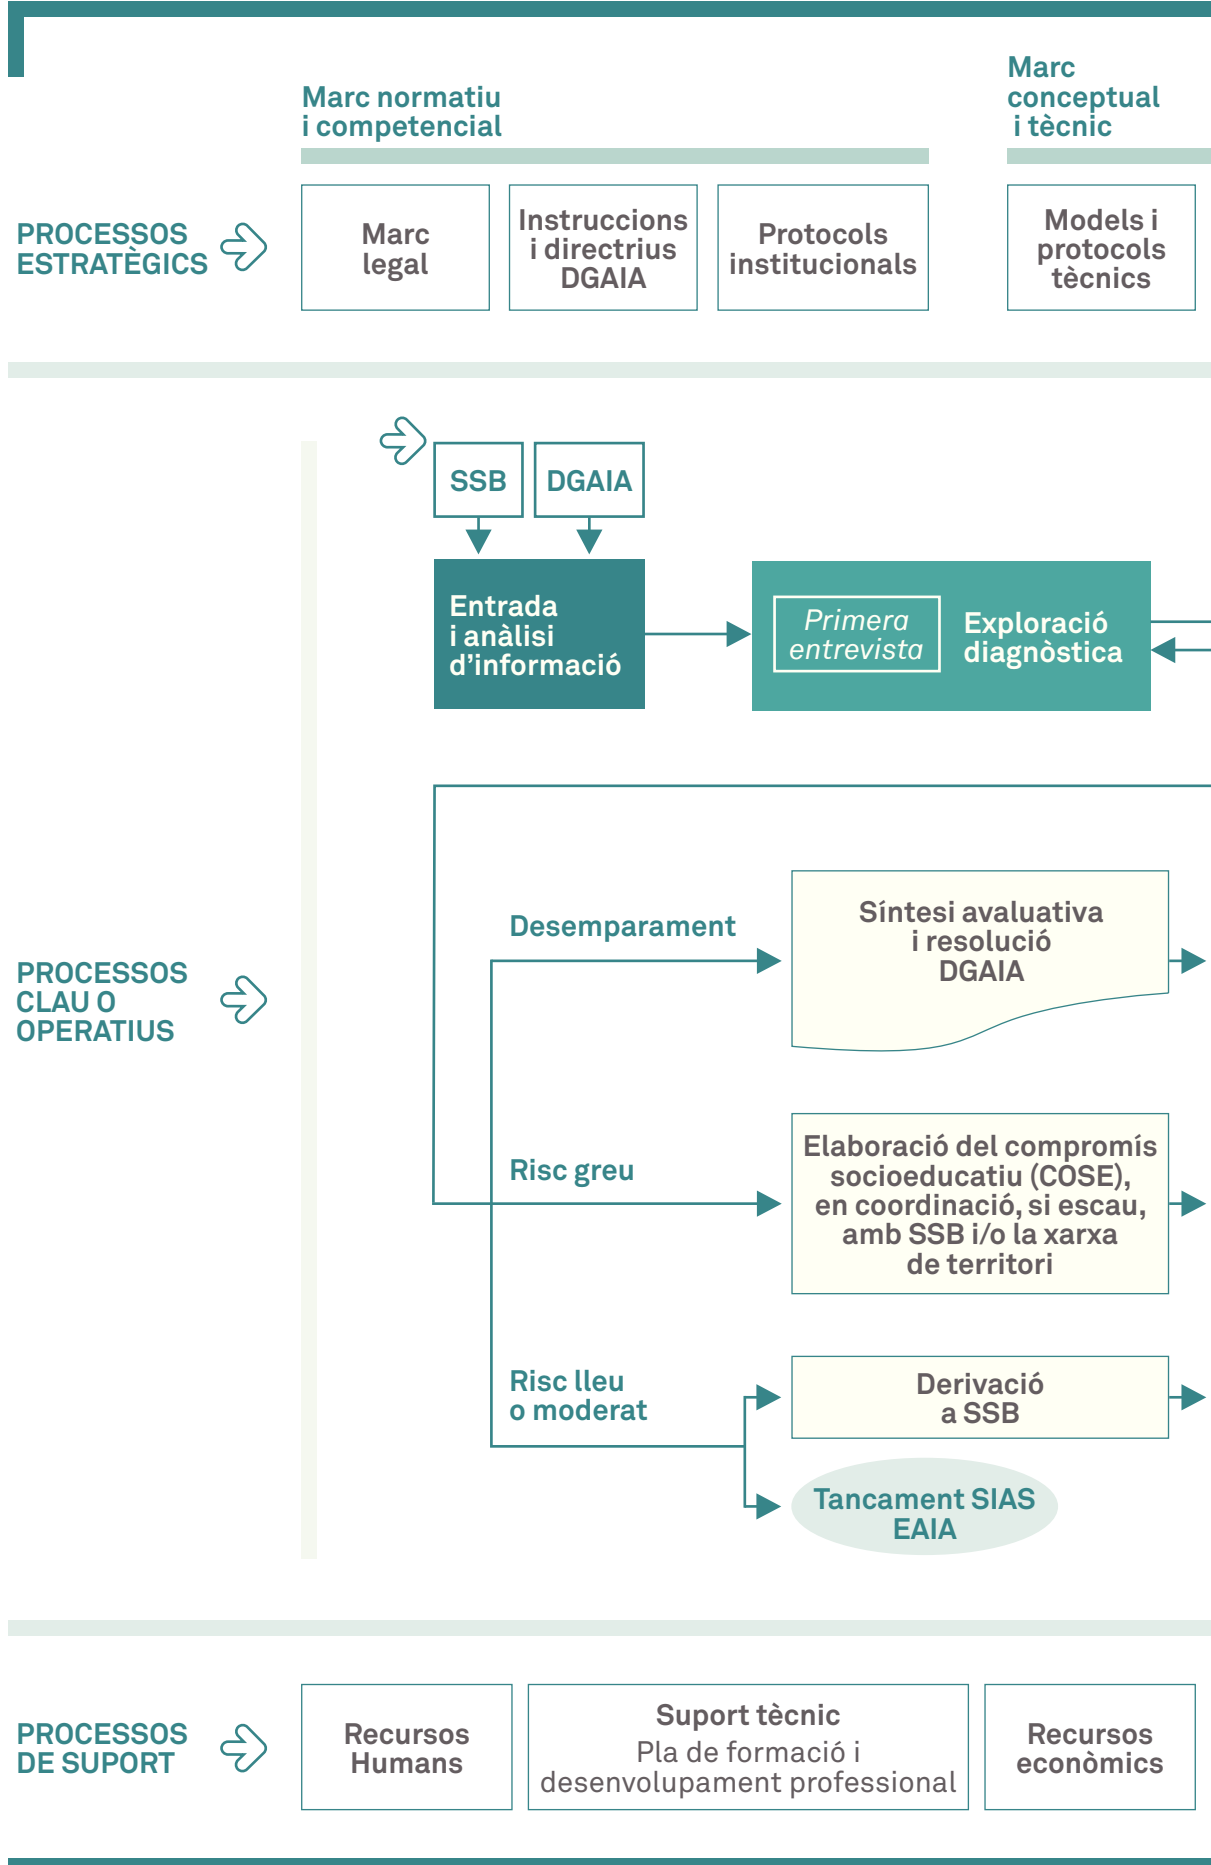 Marc normatiu
i competencial
Marc
conceptual
i tècnic
PROCESSOS
ESTRATÈGICS
Marc
legal
Instruccions
i directrius
DGAIA
Protocols
institucionals
Models i
protocols
tècnics
SSB
DGAIA
Entrada
i anàlisi
d'informació
Primera
entrevista
Exploració
diagnòstica
PROCESSOS
CLAU O
OPERATIUS
Desemparament
Síntesi avaluativa
i resolució
DGAIA
Risc greu
Elaboració del compromís
socioeducatiu (COSE),
en coordinació, si escau,
amb SSB i/o la xarxa
de territori
Risc lleu
o moderat
Derivació
a SSB
Tancament SIAS
EAIA
PROCESSOS
DE SUPORT
Recursos
Humans
Suport tècnic
Pla de formació i
desenvolupament professional
Recursos
econòmics